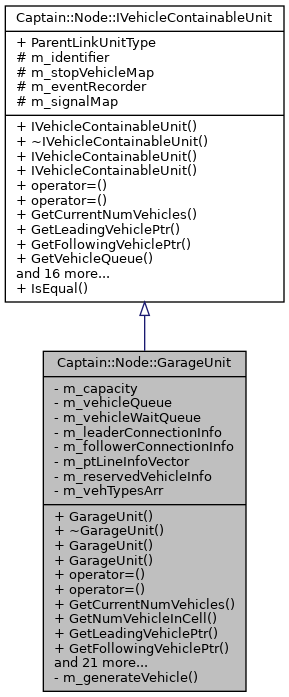 Captain::Node::IVehicleContainableUnit
+ ParentLinkUnitType
# m_identifier
# m_stopVehicleMap
# m_eventRecorder
# m_signalMap
+ IVehicleContainableUnit()
+ ~IVehicleContainableUnit()
+ IVehicleContainableUnit()
+ IVehicleContainableUnit()
+ operator=()
+ operator=()
+ GetCurrentNumVehicles()
+ GetLeadingVehiclePtr()
+ GetFollowingVehiclePtr()
+ GetVehicleQueue()
and 16 more...
+ IsEqual()
Captain::Node::GarageUnit
- m_capacity
- m_vehicleQueue
- m_vehicleWaitQueue
- m_leaderConnectionInfo
- m_followerConnectionInfo
- m_ptLineInfoVector
- m_reservedVehicleInfo
- m_vehTypesArr
+ GarageUnit()
+ ~GarageUnit()
+ GarageUnit()
+ GarageUnit()
+ operator=()
+ operator=()
+ GetCurrentNumVehicles()
+ GetNumVehicleInCell()
+ GetLeadingVehiclePtr()
+ GetFollowingVehiclePtr()
and 21 more...
- m_generateVehicle()